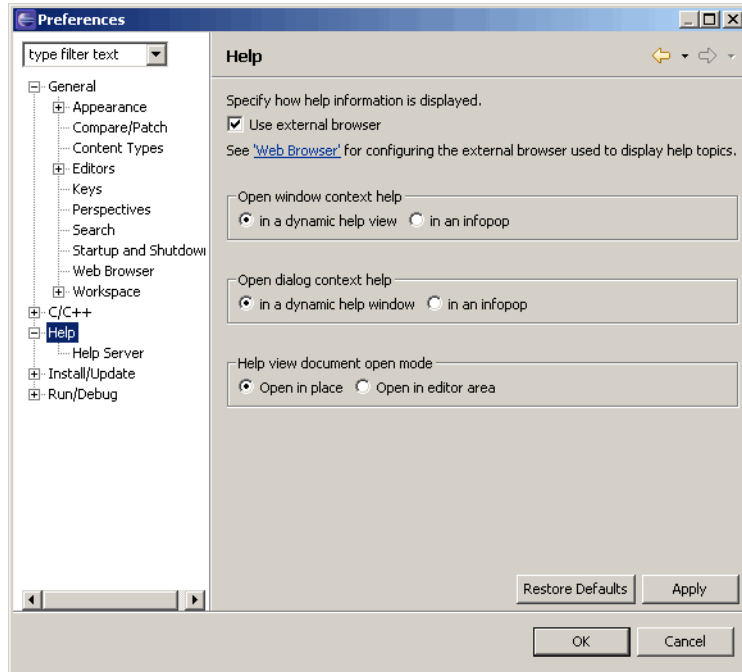 Preferences
type filter text
General
Appearance
Compare/Patch
Content Types
Editors
Keys
Perspectives
Search
Startup and Shutdow
Web Browser
Workspace
C/C++
Help
Help Server
Install/Update
Run/Debug
Help
Specify how help information is displayed.
Use external browser
See 'Web Browser' for configuring the external browser used to display help topics.
Open window context help
in a dynamic help view in an infopop
Open dialog context help
in a dynamic help window in an infopop
Help view document open mode
Open in place Open in editor area
Restore Defaults Apply
OK Cancel